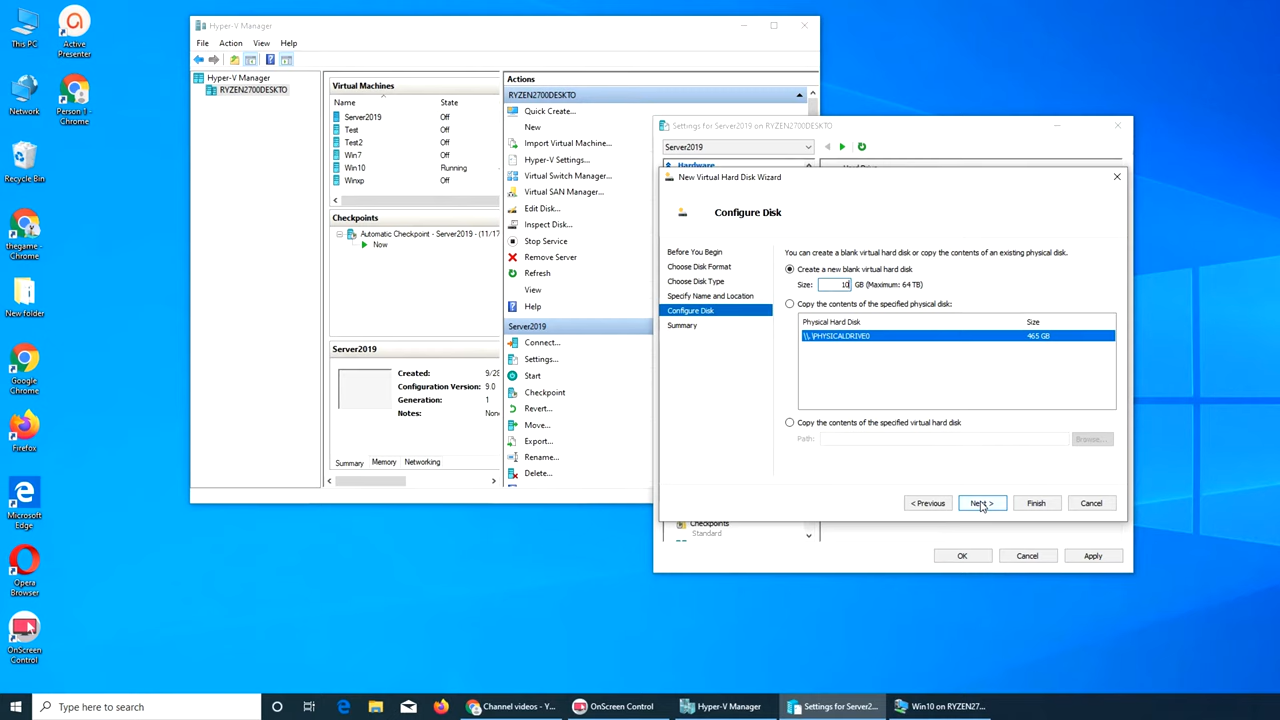 This PC
Active
Presenter
Network
Person 1 -
Chrome
Recycle Bin
thegame -
Chrome
New folder
Google
Chrome
Firefox
Microsoft
Edge
Opera
Browser
OnScreen
Control
Hyper-V Manager
File Action View Help
Hyper-V Manager
RYZEN2700DESKTO
Virtual Machines
Name State
Server2019 Off
Test Off
Test2 Off
Win7 Off
Win10 Running
Winxp Off
Checkpoints
Automatic Checkpoint - Server2019 - (11/17
Now
Server2019
Created: 9/28
Configuration Version: 9.0
Generation: 1
Notes: None
Summary Memory Networking
Actions
RYZEN2700DESKTO
Quick Create...
New
Import Virtual Machine...
Hyper-V Settings...
Virtual Switch Manager...
Virtual SAN Manager...
Edit Disk...
Inspect Disk...
Stop Service
Remove Server
Refresh
View
Help
Server2019
Connect...
Settings...
Start
Checkpoint
Revert...
Move...
Export...
Rename...
Delete...
Settings for Server2019 on RYZEN2700DESKTO
Server2019
Hardware
New Virtual Hard Disk Wizard
Configure Disk
Before You Begin
Choose Disk Format
Choose Disk Type
Specify Name and Location
Configure Disk
Summary
You can create a blank virtual hard disk or copy the contents of an existing physical disk.
Create a new blank virtual hard disk
Size: 10 GB (Maximum: 64 TB)
Copy the contents of the specified physical disk:
Physical Hard Disk Size
\\.\PHYSICALDRIVE0 465 GB
Copy the contents of the specified virtual hard disk
Path: Browse...
< Previous Next > Finish Cancel
Checkpoints
Standard
OK Cancel Apply
Type here to search
Channel videos - Y...
OnScreen Control
Hyper-V Manager
Settings for Server2...
Win10 on RYZEN27...